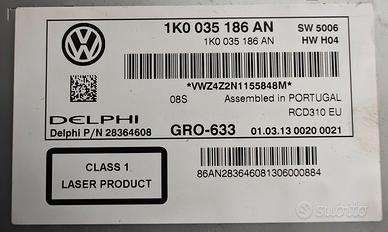 1K0 035 186 AN SW 5006
1K0 035 186 AN HW H04
*VWZ4Z2N1155848M*
08S Assembled in PORTUGAL
RCD310 EU
DELPHI
Delphi P/N 28364608 GRO-633 01.03.13 0020 0021
CLASS 1
LASER PRODUCT
86AN283646081306000884
subito